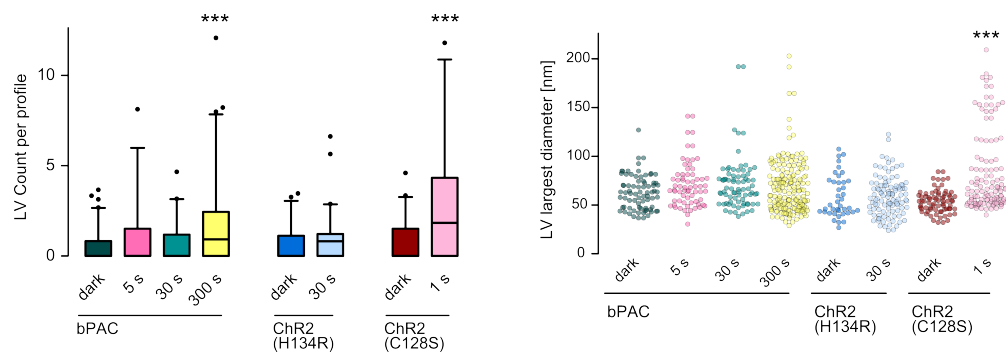 ***
***
LV Count per profile
10
5
0
dark
5 s
30 s
300 s
dark
30 s
dark
1 s
bPAC
ChR2
(H134R)
ChR2
(C128S)
***
LV largest diameter [nm]
200
150
100
50
0
dark
5 s
30 s
300 s
dark
30 s
dark
1 s
bPAC
ChR2
(H134R)
ChR2
(C128S)